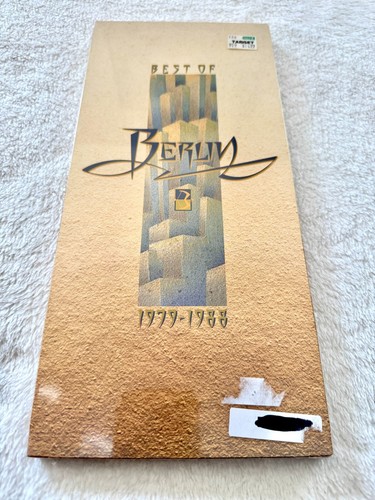 TARGET
BEST OF
BERLIN
1979-1988